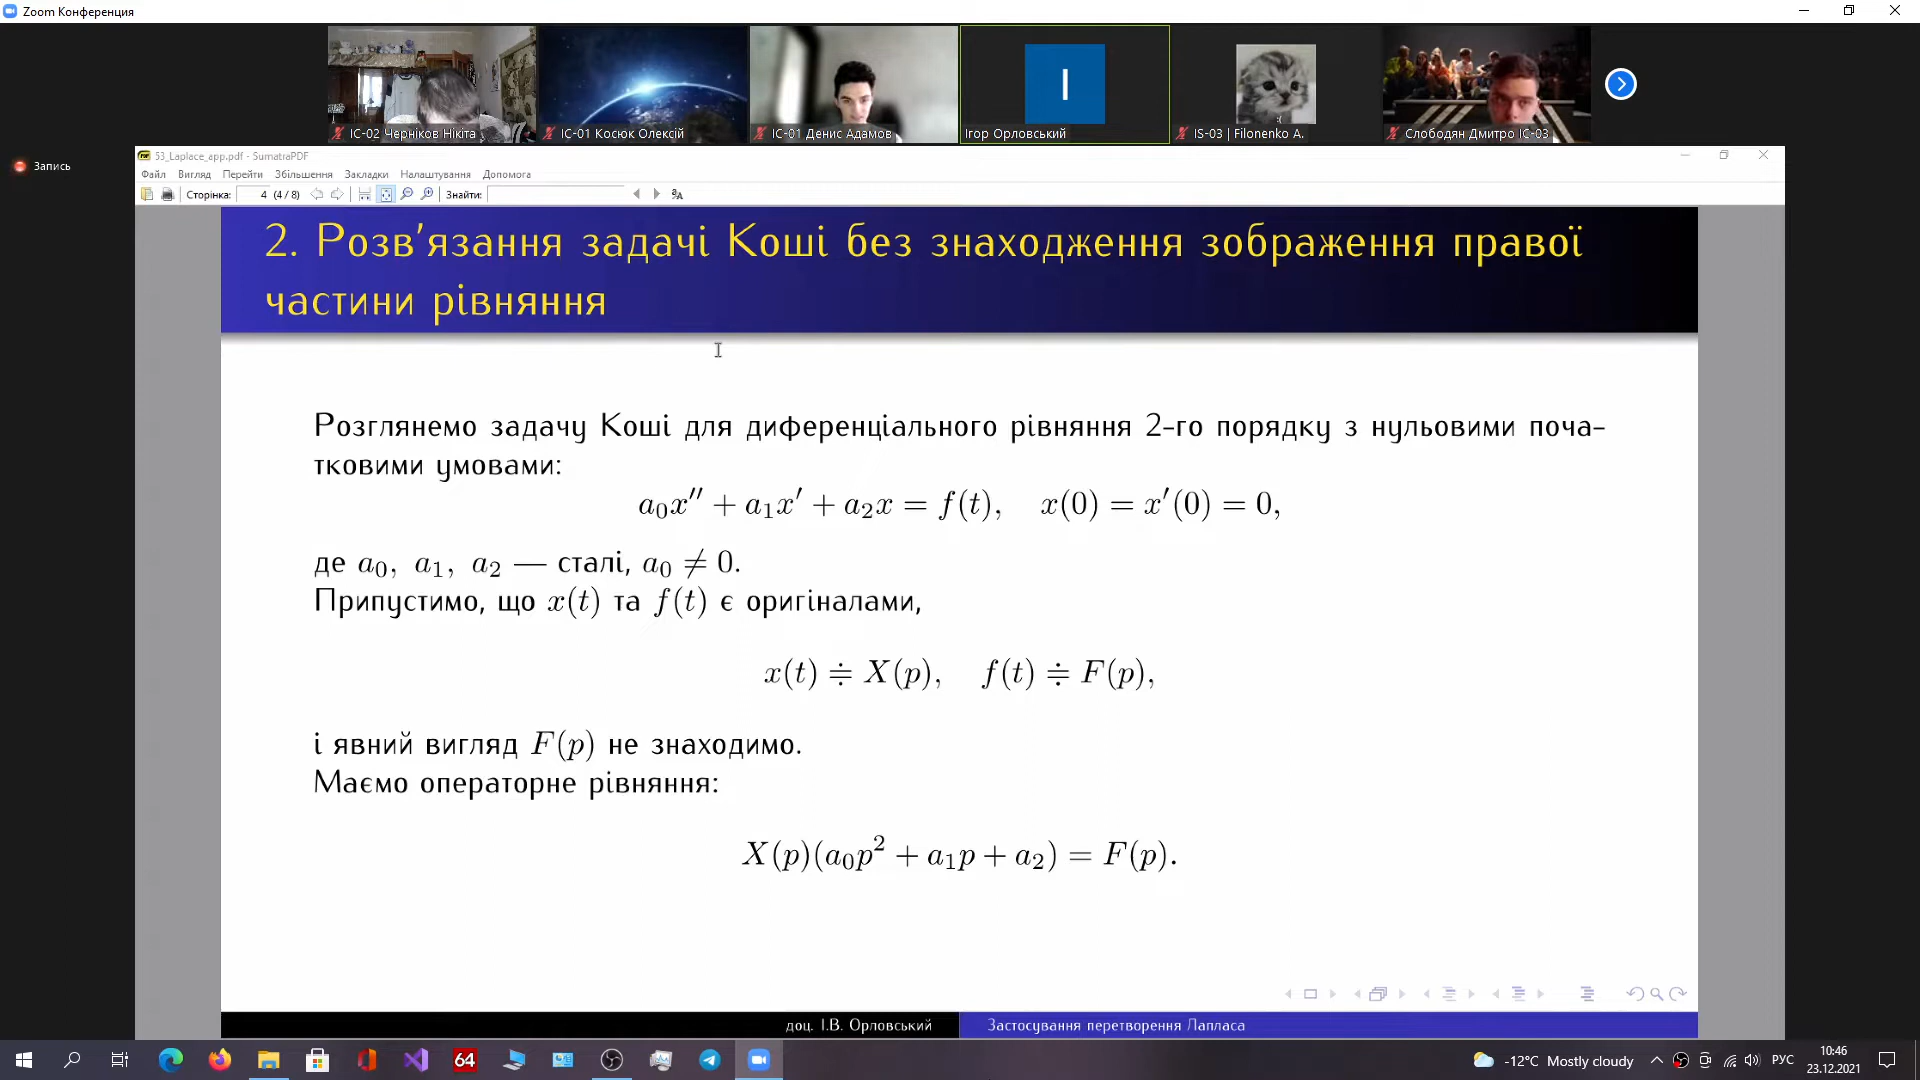 Zoom Конференция
ІС-02 Черніков Нікіта
ІС-01 Косюк Олексій
ІС-01 Денис Адамов
I
Ігор Орловський
IS-03 | Filonenko A.
Слободян Дмитро ІС-03
Запись
53_Laplace_app.pdf - SumatraPDF
Файл Вигляд Перейти Збільшення Закладки Налаштування Допомога
Сторінка: 4 (4 / 8) Знайти:
2. Розв’язання задачі Коші без знаходження зображення правої
частини рівняння
Розглянемо задачу Коші для диференціального рівняння 2-го порядку з нульовими поча-
тковими умовами:
a₀x′′ + a₁x′ + a₂x = f(t), x(0) = x′(0) = 0,
де a₀, a₁, a₂ — сталі, a₀ ≠ 0.
Припустимо, що x(t) та f(t) є оригіналами,
x(t) ≑ X(p), f(t) ≑ F(p),
і явний вигляд F(p) не знаходимо.
Маємо операторне рівняння:
X(p)(a₀p² + a₁p + a₂) = F(p).
доц. І.В. Орловський Застосування перетворення Лапласа
64
-12°C Mostly cloudy
РУС
10:46
23.12.2021